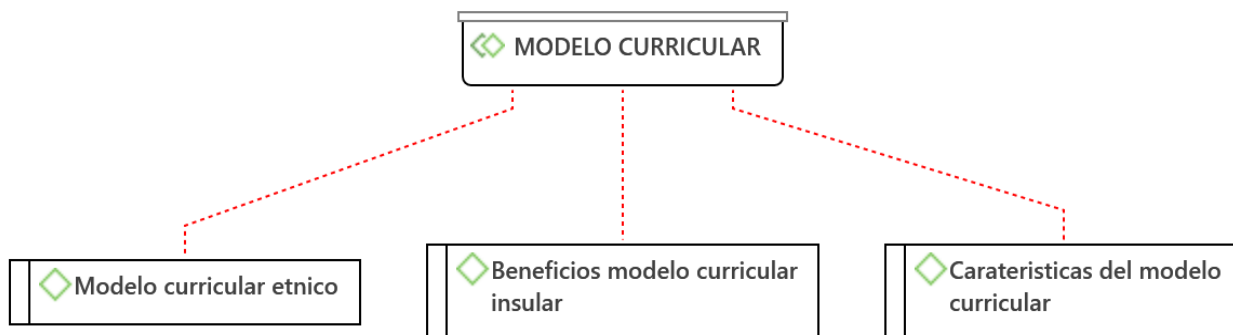 MODELO CURRICULAR
Modelo curricular etnico
Beneficios modelo curricular
insular
Carateristicas del modelo
curricular